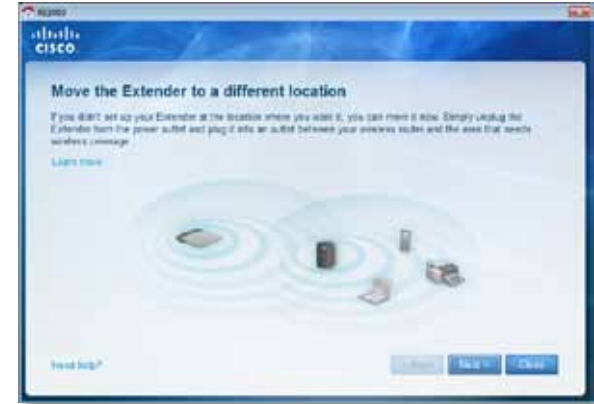 RE2000
CISCO
Move the Extender to a different location
If you didn't set up your Extender at the location where you want it, you can move it now. Simply unplug the
Extender from the power outlet and plug it into an outlet between your wireless router and the area that needs
wireless coverage.
Learn more
Need help?
Next
Close